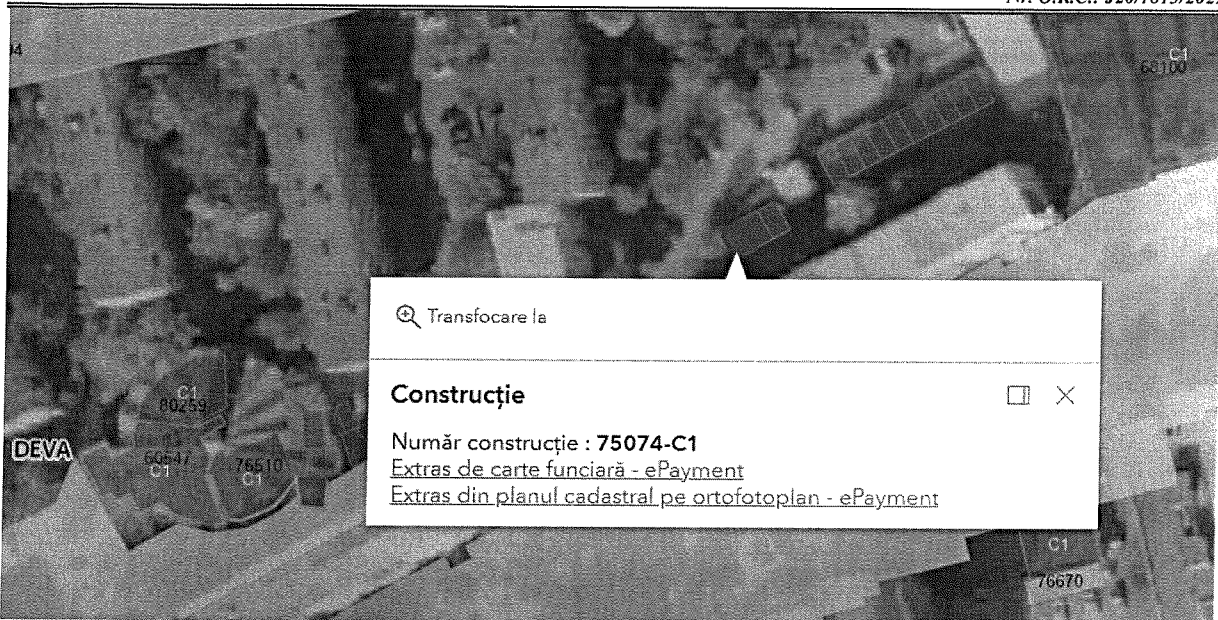 C1
68100
Transfocare la
Construcție
Număr construcție : 75074-C1
Extras de carte funciară - ePayment
Extras din planul cadastral pe ortofotoplan - ePayment
C1
80259
DEVA
60547
C1
76510
C1
C1
76670